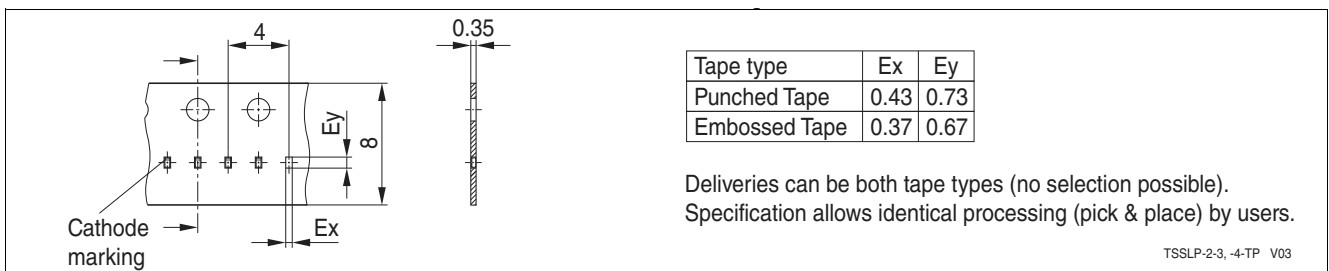 4
0.35
Ey
8
Ex
Cathode
marking
Tape type Ex Ey
Punched Tape 0.43 0.73
Embossed Tape 0.37 0.67
Deliveries can be both tape types (no selection possible).
Specification allows identical processing (pick & place) by users.
TSSLP-2-3, -4-TP V03